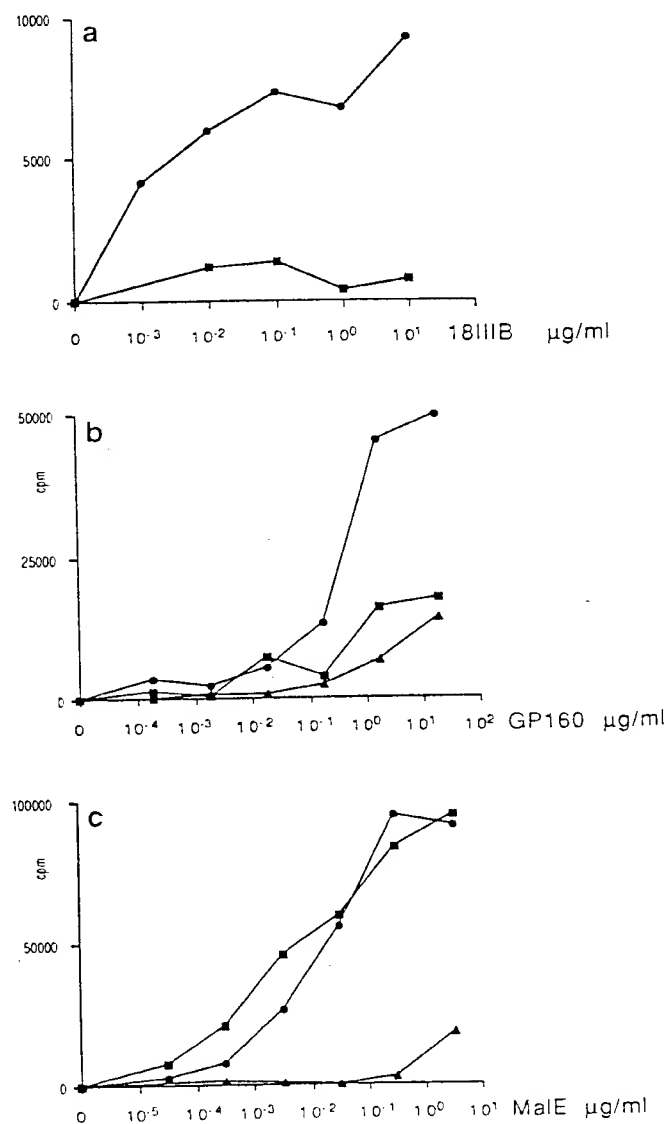 10000
a
5000
0
0 10⁻³ 10⁻² 10⁻¹ 10⁰ 10¹ 18IIIB µg/ml
50000
b
cpm
25000
0
0 10⁻⁴ 10⁻³ 10⁻² 10⁻¹ 10⁰ 10¹ 10² GP160 µg/ml
100000
c
cpm
50000
0
0 10⁻⁵ 10⁻⁴ 10⁻³ 10⁻² 10⁻¹ 10⁰ 10¹ MalE µg/ml